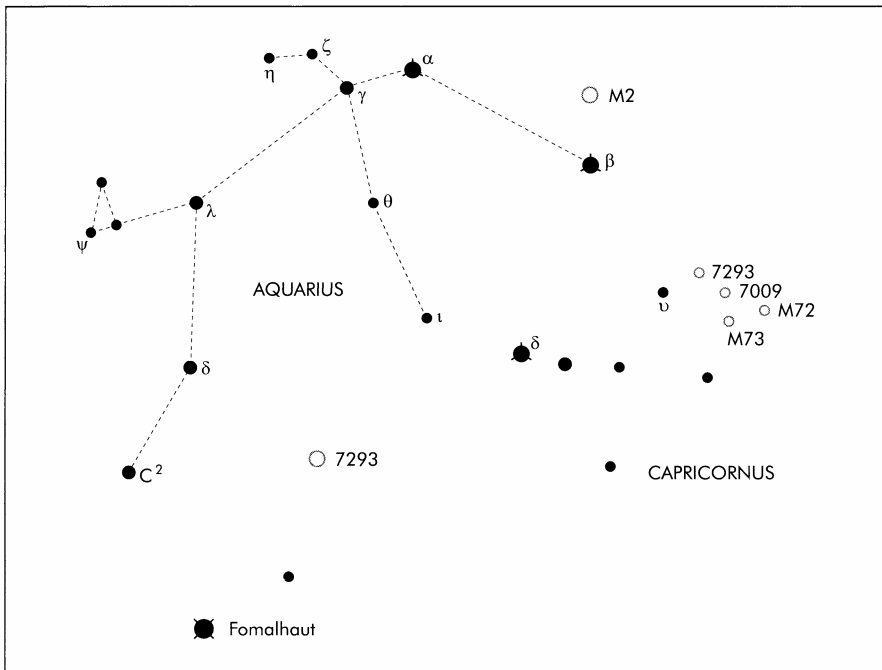 ζ
α
η
γ
M2
β
λ
θ
ψ
7293
AQUARIUS
7009
υ
M72
ι
M73
δ
δ
7293
C²
CAPRICORNUS
Fomalhaut